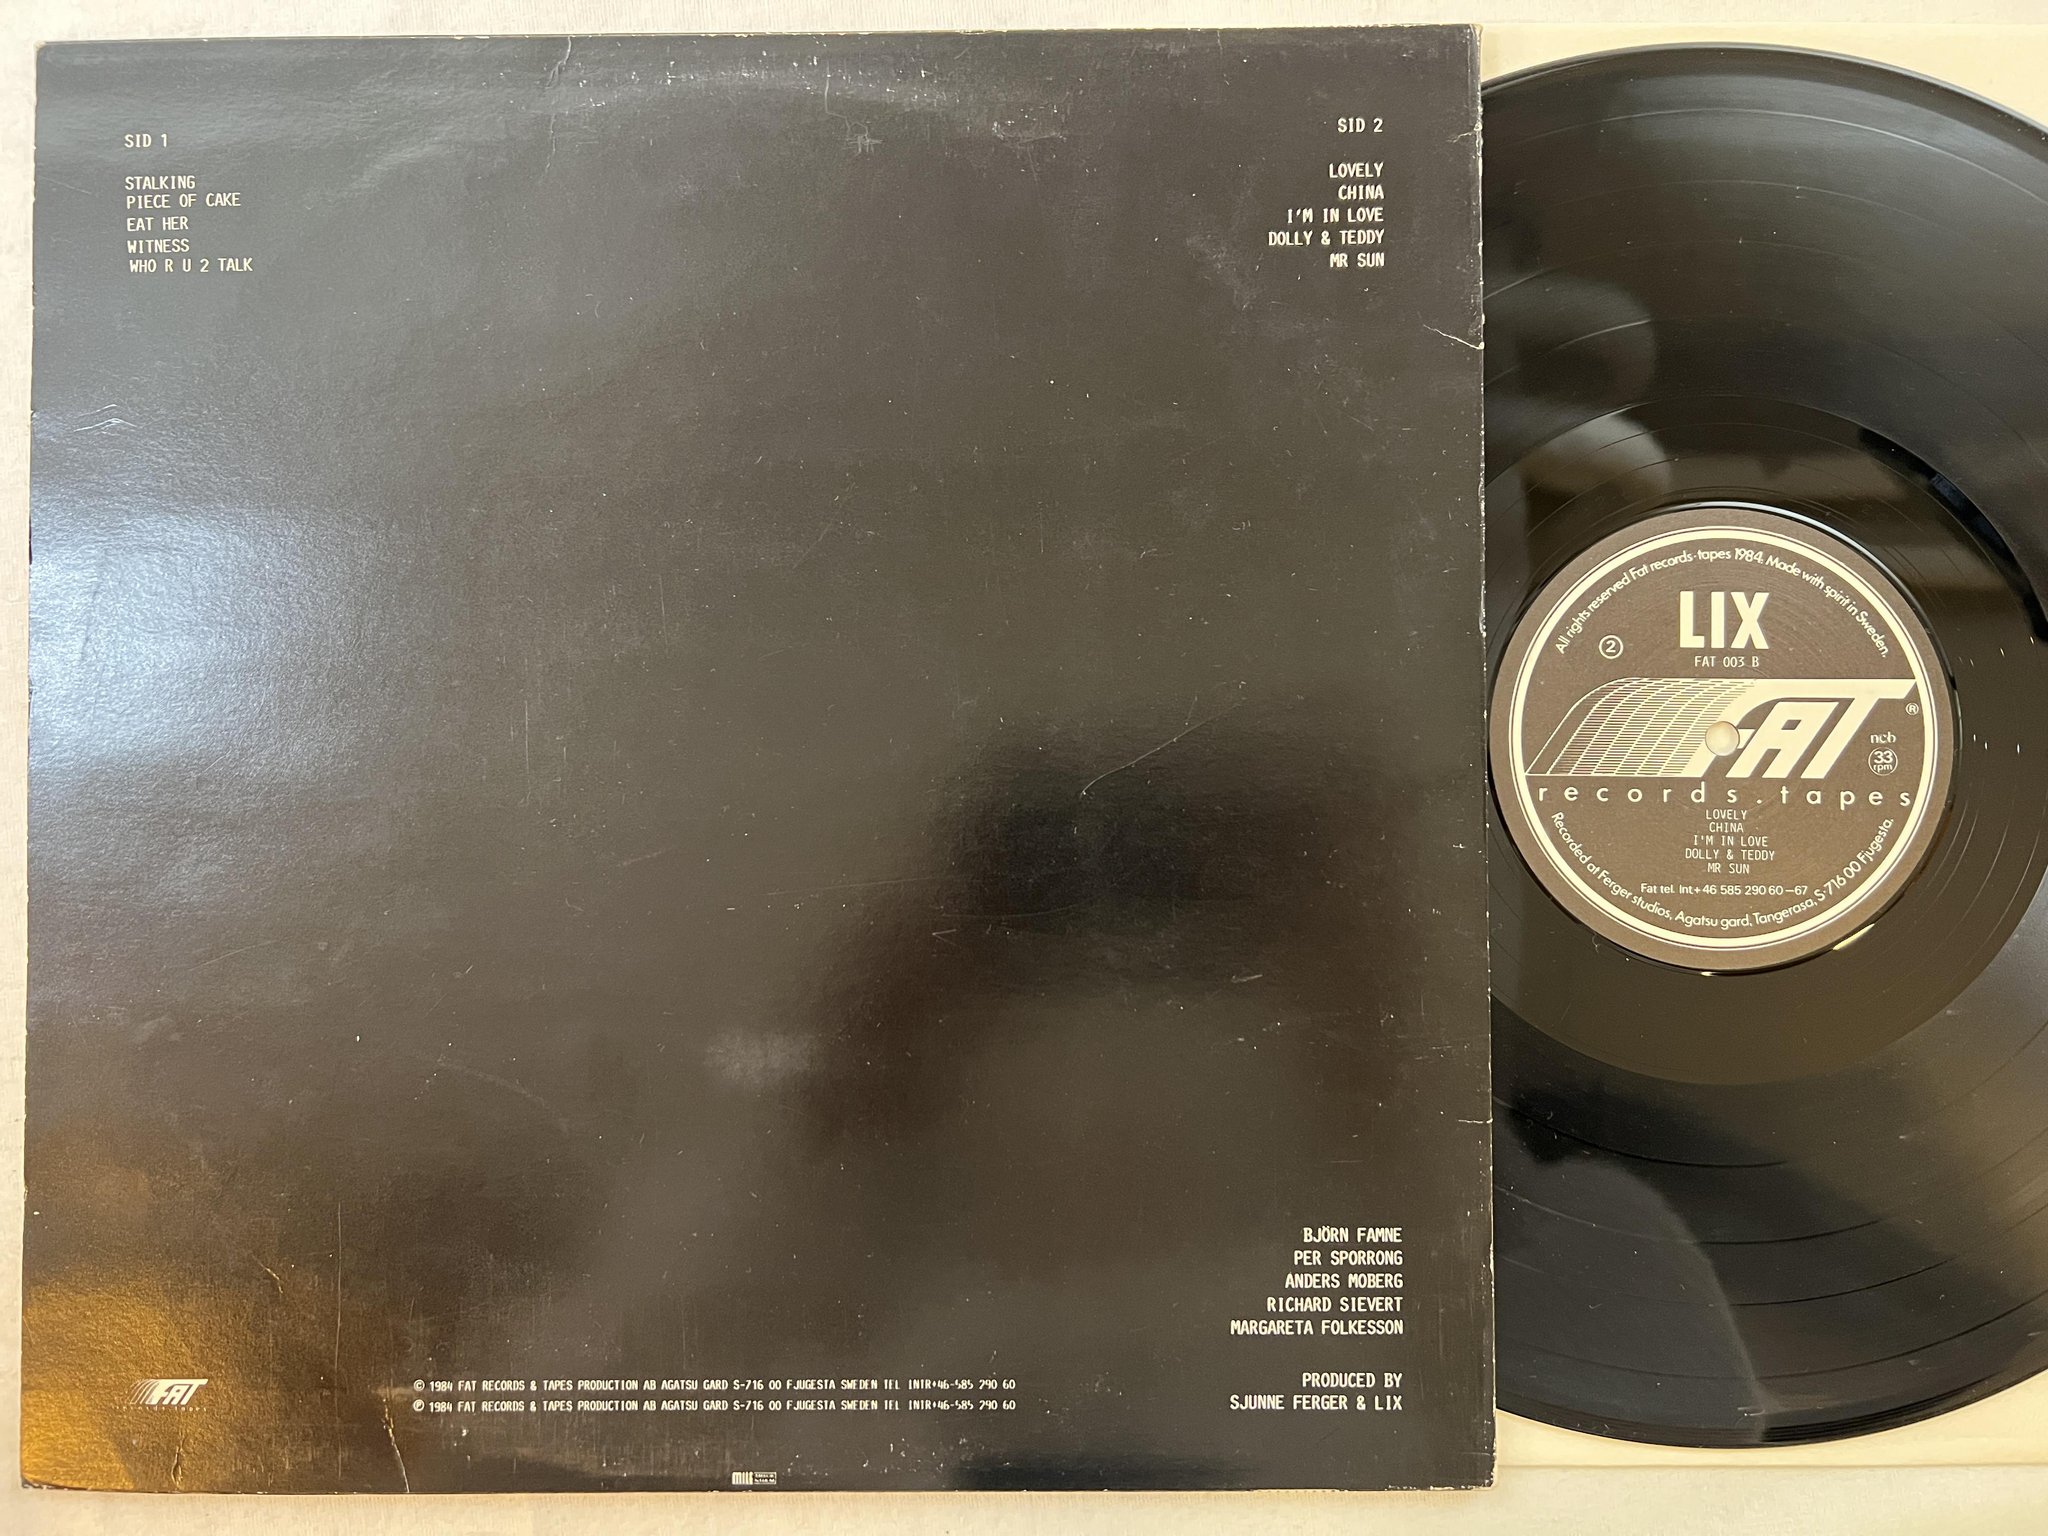 SID 1
STALKING
PIECE OF CAKE
EAT HER
WITNESS
WHO R U 2 TALK
SID 2
LOVELY
CHINA
I'M IN LOVE
DOLLY & TEDDY
MR SUN
BJÖRN FAMNE
PER SPORRONG
ANDERS MOBERG
RICHARD SIEVERT
MARGARETA FOLKESSON
PRODUCED BY
SJUNNE FERGER & LIX
FAT
records.tapes
© 1984 FAT RECORDS & TAPES PRODUCTION AB AGATSU GARD S-716 00 FJUGESTA SWEDEN TEL INTR+46-585 290 60
℗ 1984 FAT RECORDS & TAPES PRODUCTION AB AGATSU GARD S-716 00 FJUGESTA SWEDEN TEL INTR+46-585 290 60
All rights reserved Fat records·tapes 1984. Made with spirit in Sweden.
LIX
2
FAT 003 B
FAT ®
ncb
33
rpm
records.tapes
LOVELY
CHINA
I'M IN LOVE
DOLLY & TEDDY
MR SUN
Fat tel. Int+46 585 290 60–67
Recorded at Ferger studios, Agatsu gard, Tangerasa, S-716 00 Fjugesta.